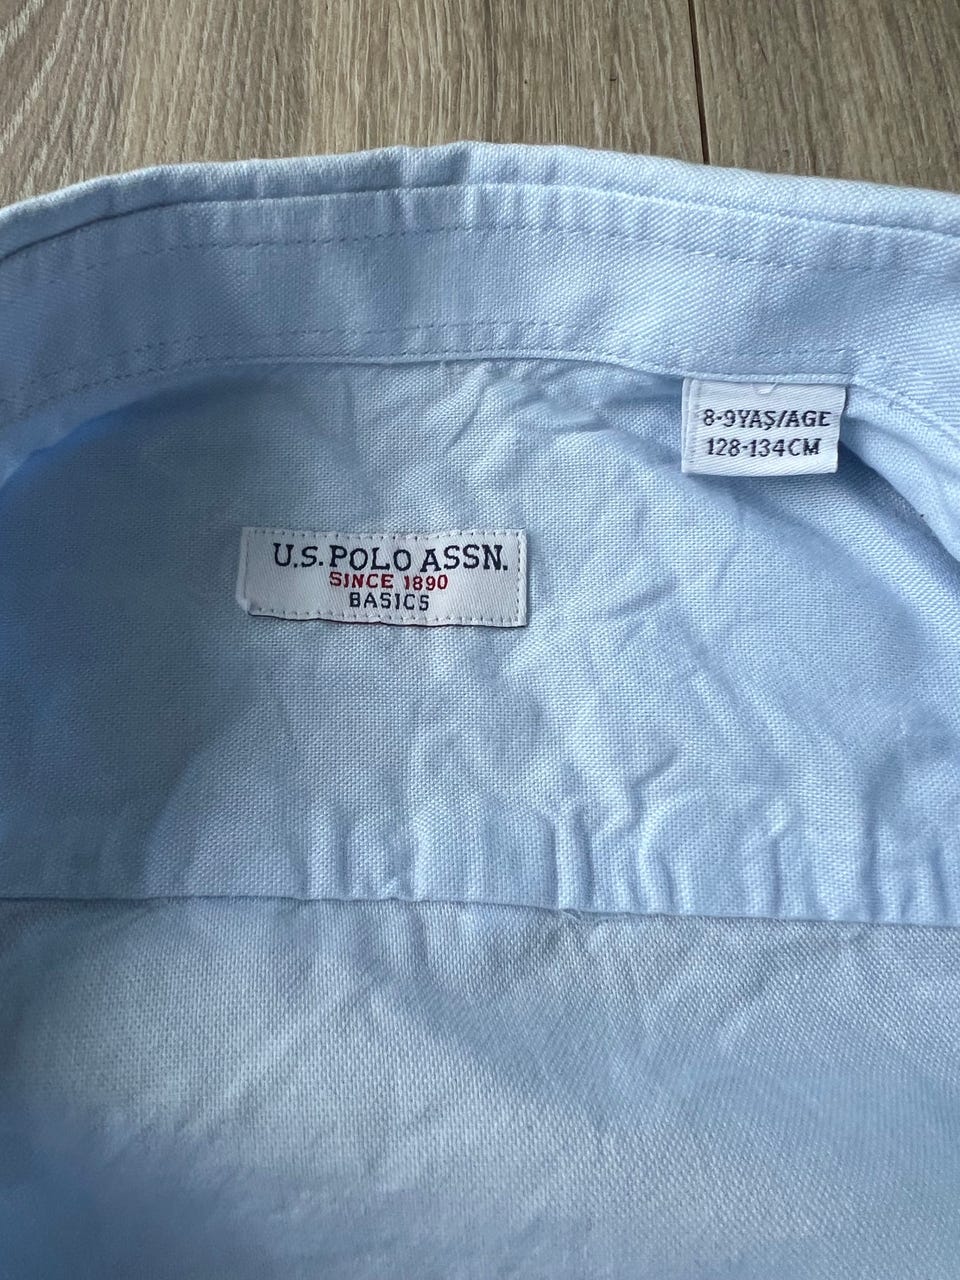 8-9YAŞ/AGE
128-134CM
U.S. POLO ASSN.
SINCE 1890
BASICS